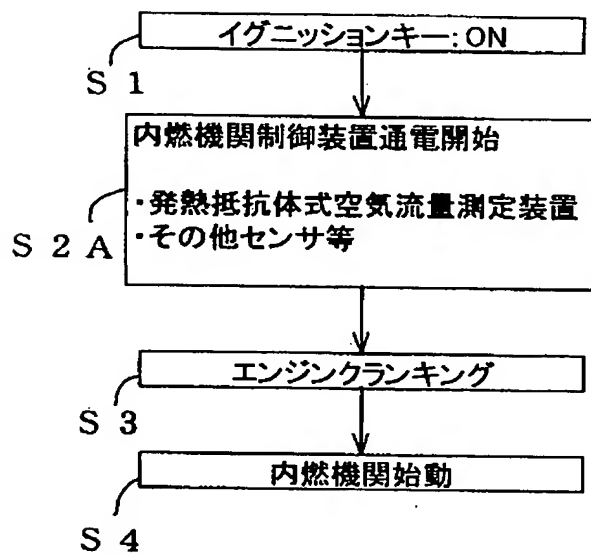 イグニッションキー:ON
S 1
内燃機関制御装置通電開始
・発熱抵抗体式空気流量測定装置
・その他センサ等
S 2 A
エンジンクランキング
S 3
内燃機関始動
S 4